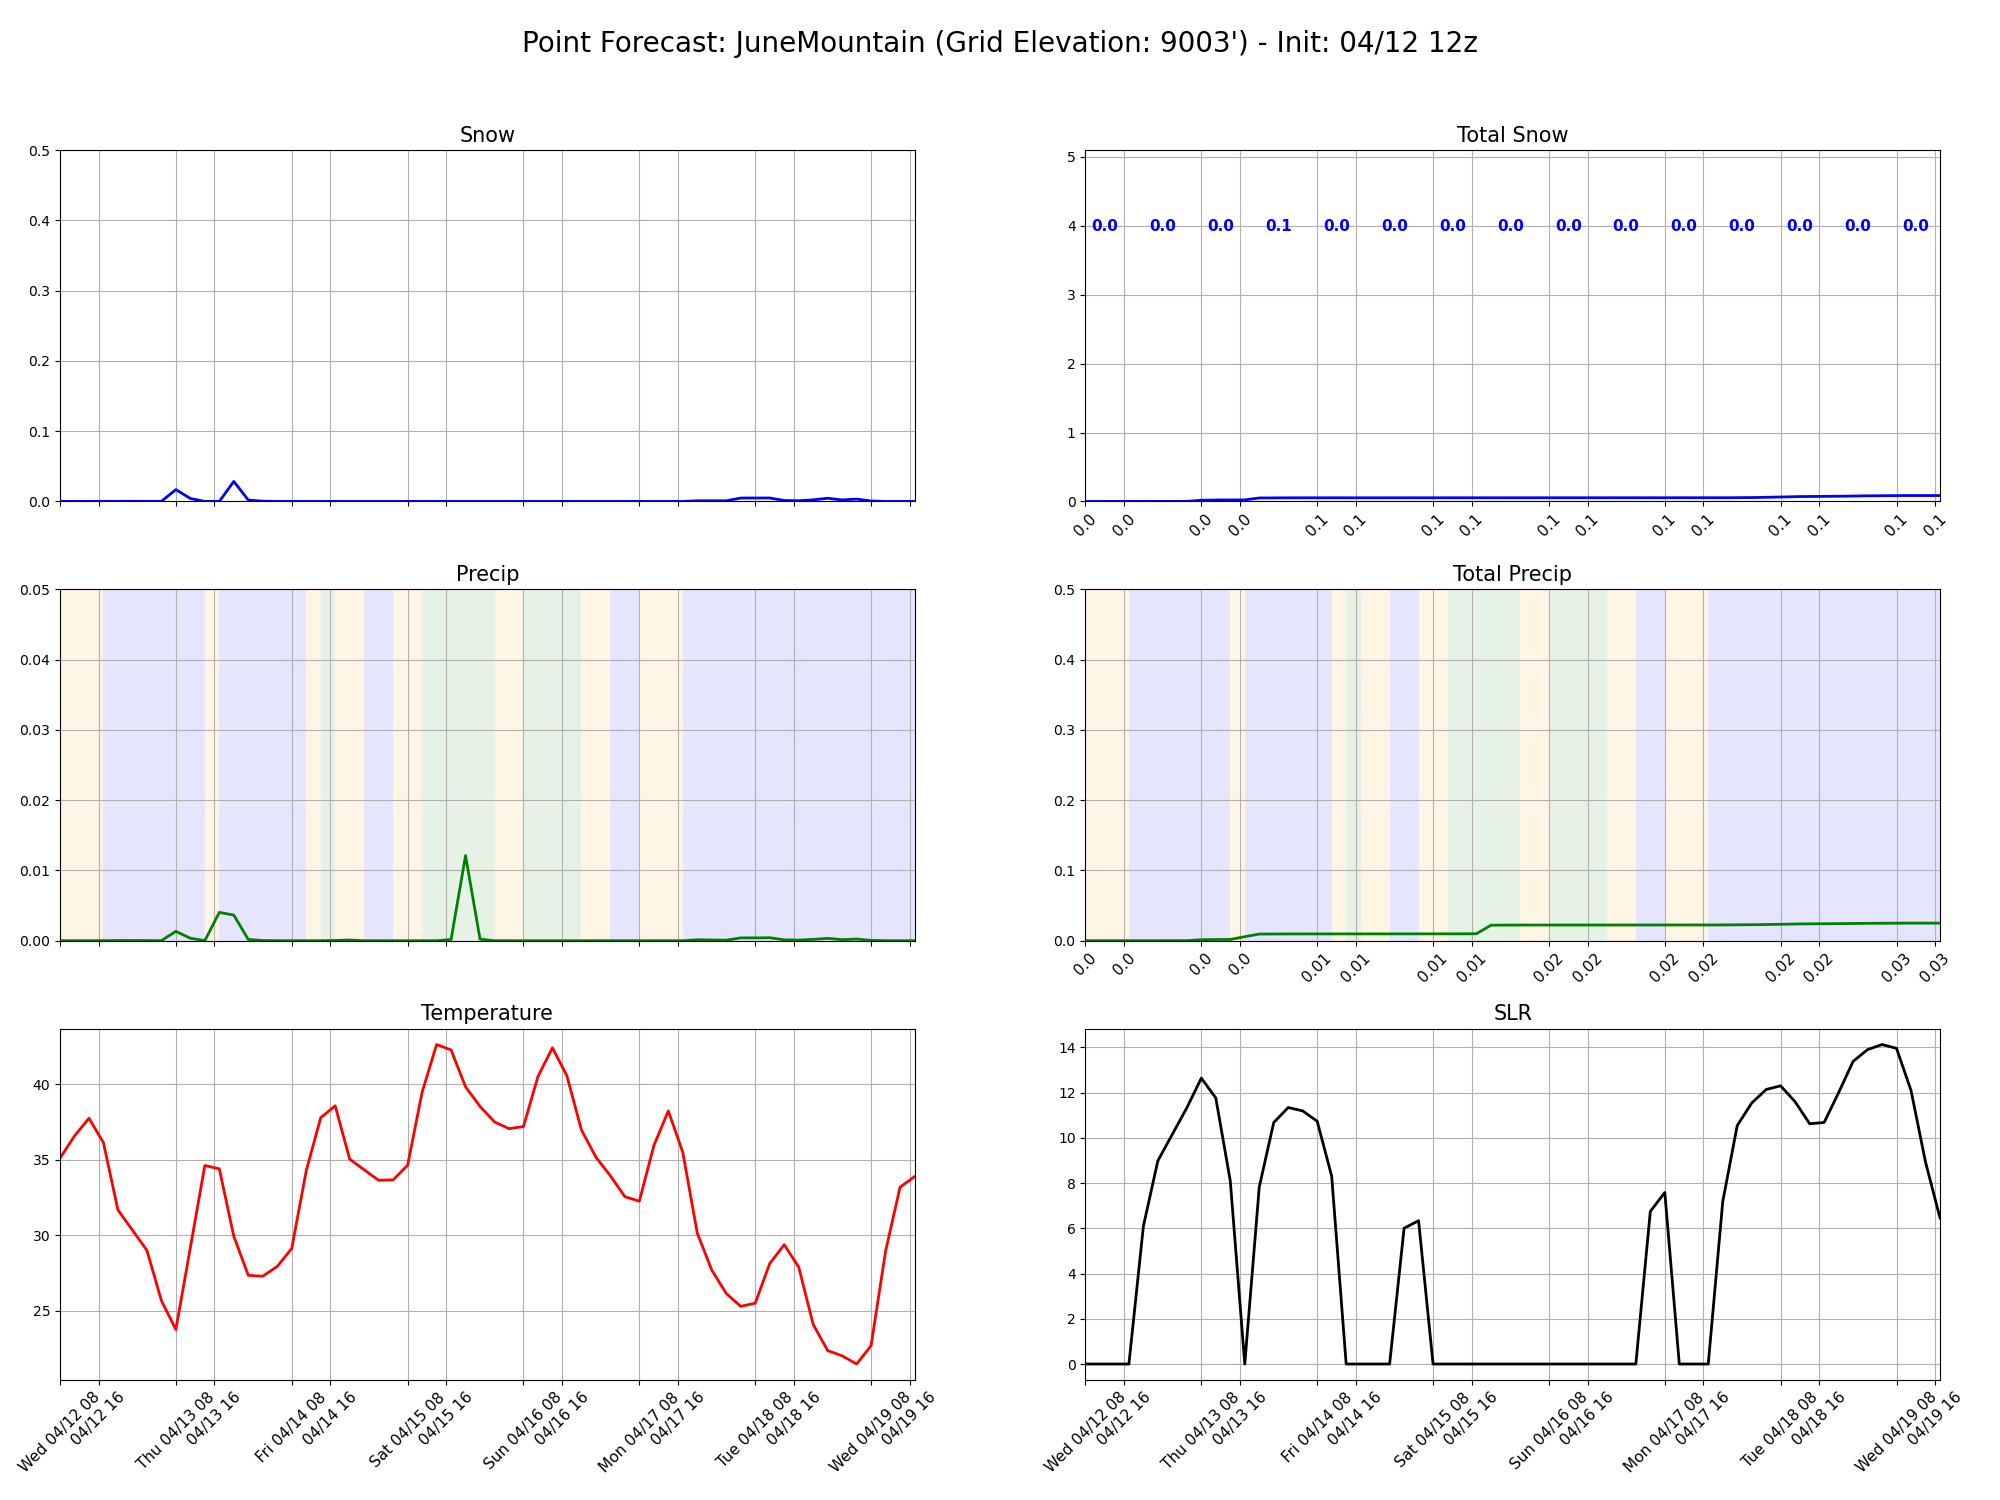 Point Forecast: JuneMountain (Grid Elevation: 9003') - Init: 04/12 12z
Snow
0.5
0.4
0.3
0.2
0.1
0.0
Total Snow
5
4
3
2
1
0
0.0 0.0 0.0 0.1 0.0 0.0 0.0 0.0 0.0 0.0 0.0 0.0 0.0 0.0 0.0
0.0 0.0 0.0 0.0 0.1 0.1 0.1 0.1 0.1 0.1 0.1 0.1 0.1 0.1 0.1 0.1
Precip
0.05
0.04
0.03
0.02
0.01
0.00
Total Precip
0.5
0.4
0.3
0.2
0.1
0.0
0.0 0.0 0.0 0.0 0.01 0.01 0.01 0.01 0.02 0.02 0.02 0.02 0.02 0.02 0.03 0.03
Temperature
40
35
30
25
Wed 04/12 08
04/12 16
Thu 04/13 08
04/13 16
Fri 04/14 08
04/14 16
Sat 04/15 08
04/15 16
Sun 04/16 08
04/16 16
Mon 04/17 08
04/17 16
Tue 04/18 08
04/18 16
Wed 04/19 08
04/19 16
SLR
14
12
10
8
6
4
2
0
Wed 04/12 08
04/12 16
Thu 04/13 08
04/13 16
Fri 04/14 08
04/14 16
Sat 04/15 08
04/15 16
Sun 04/16 08
04/16 16
Mon 04/17 08
04/17 16
Tue 04/18 08
04/18 16
Wed 04/19 08
04/19 16